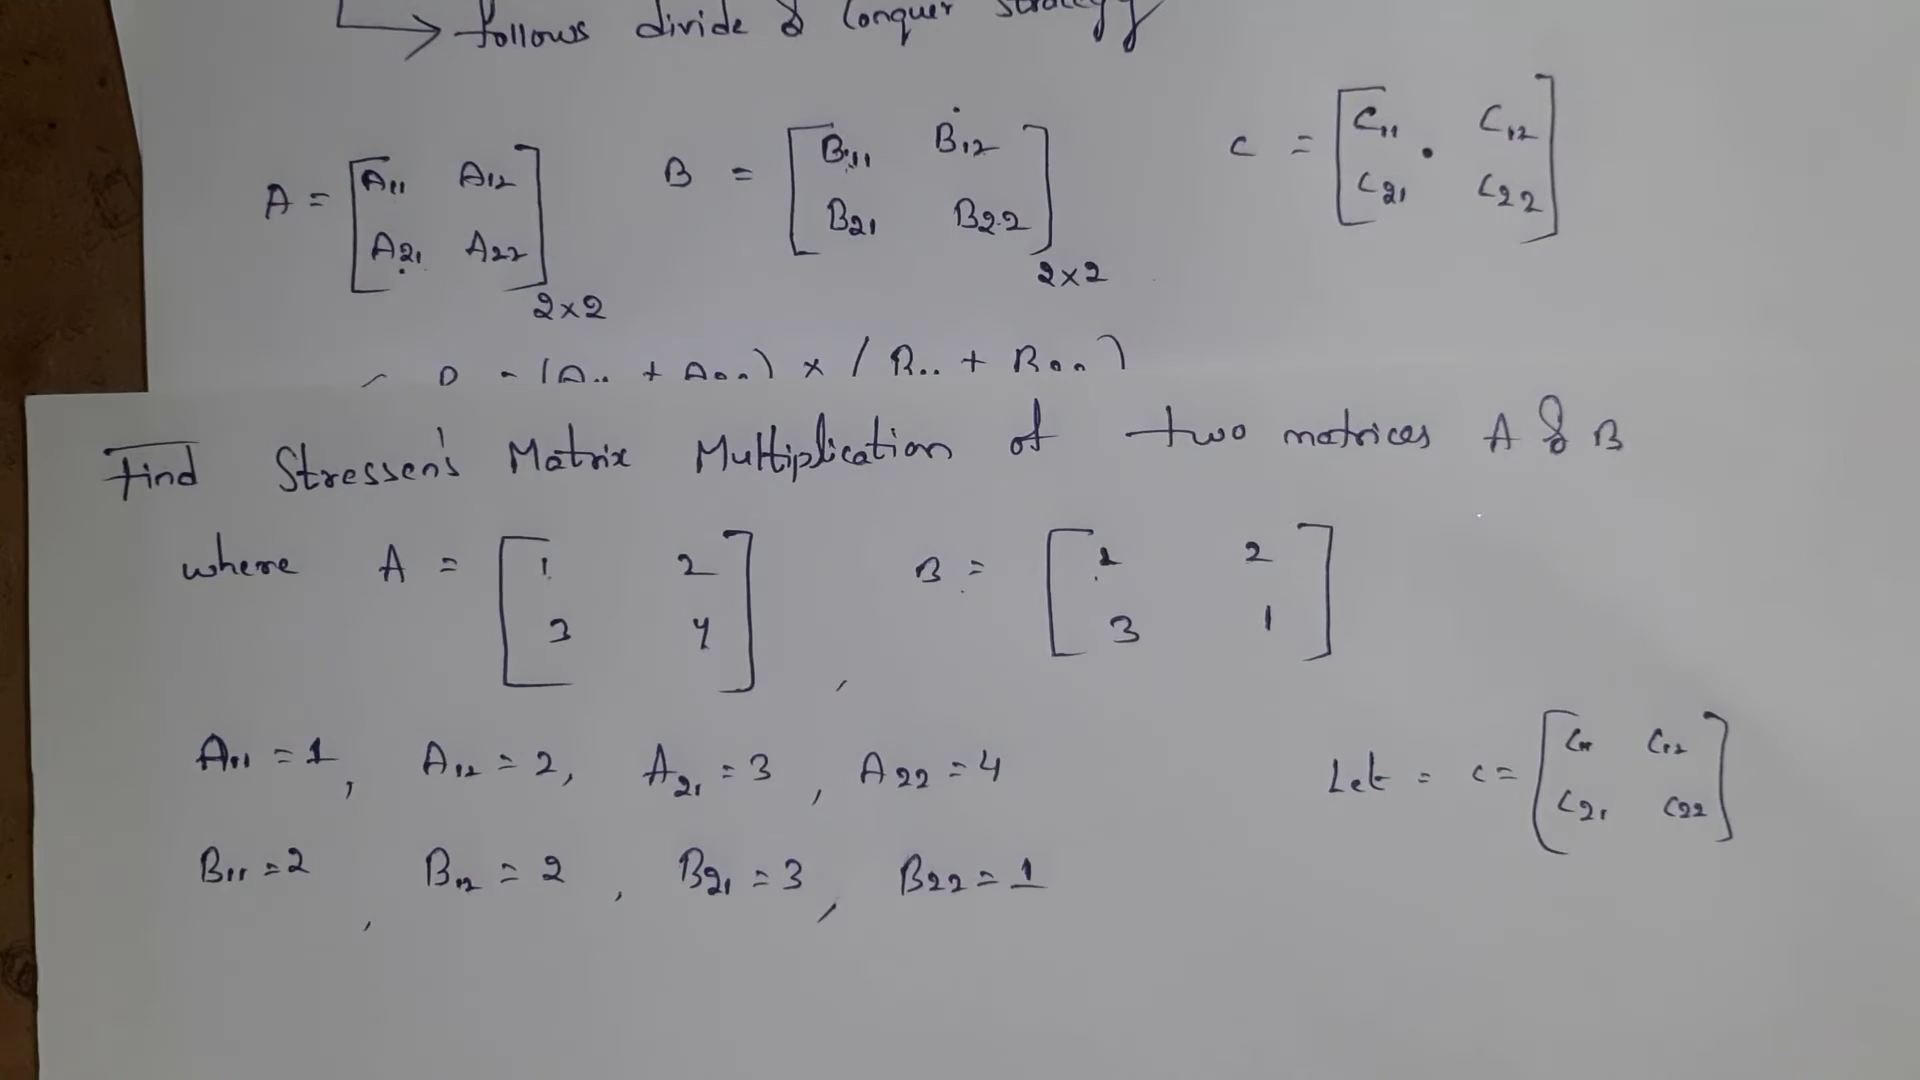 ↳ follows divide & Conquer strategy
A = [A11 A12
A21 A22] 2×2
B = [B11 B12
B21 B22] 2×2
C = [C11 C12
C21 C22]
× ( B11 +
Find Stressen's Matrix Multiplication of two matrices A & B
where A = [1 2
3 4], B = [2 2
3 1]
A11 = 1, A12 = 2, A21 = 3, A22 = 4
Let = C = [C11 C12
C21 C22]
B11 = 2, B12 = 2, B21 = 3, B22 = 1